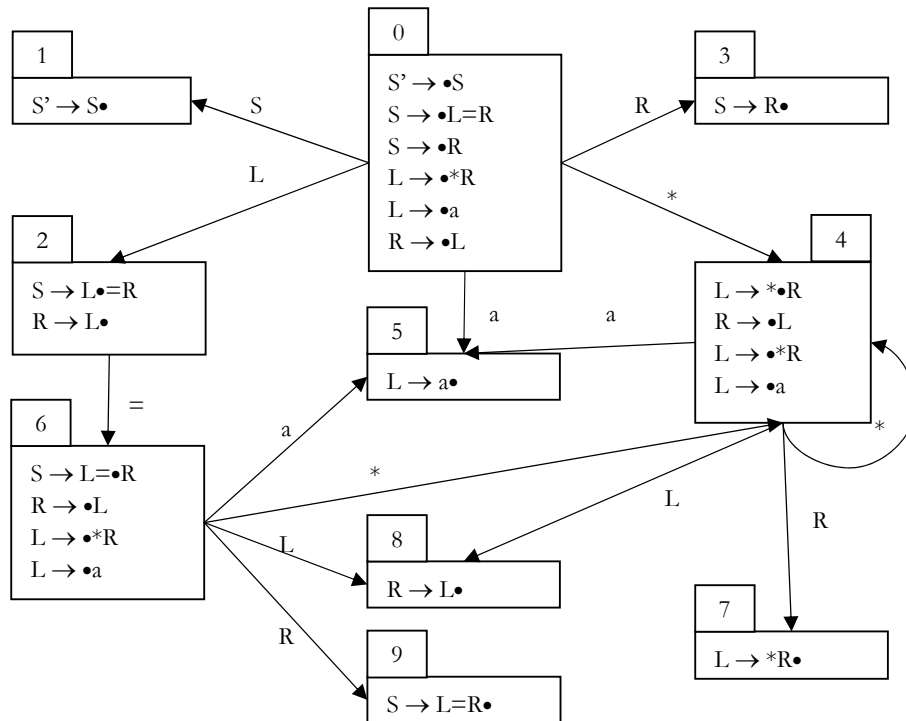 0
S' → •S
S → •L=R
S → •R
L → •*R
L → •a
R → •L
1
S' → S•
S
R
3
S → R•
L
*
2
S → L•=R
R → L•
4
L → *•R
R → •L
L → •*R
L → •a
a
a
5
L → a•
=
6
S → L=•R
R → •L
L → •*R
L → •a
a
*
*
L
L
R
8
R → L•
R
7
L → *R•
9
S → L=R•